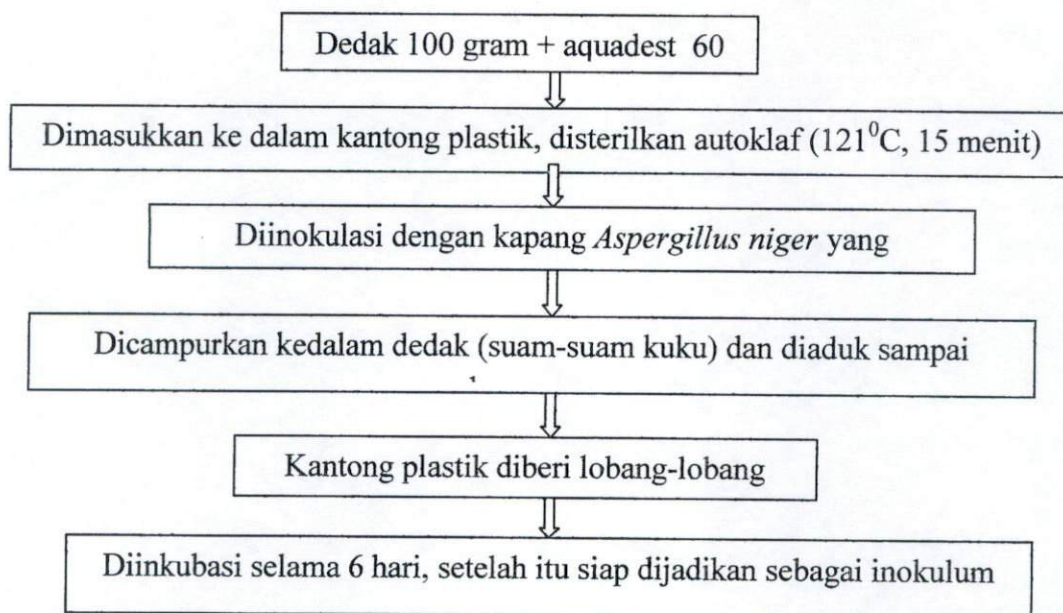 Dedak 100 gram + aquadest 60
Dimasukkan ke dalam kantong plastik, disterilkan autoklaf (121⁰C, 15 menit)
Diinokulasi dengan kapang Aspergillus niger yang
Dicampurkan kedalam dedak (suam-suam kuku) dan diaduk sampai
Kantong plastik diberi lobang-lobang
Diinkubasi selama 6 hari, setelah itu siap dijadikan sebagai inokulum